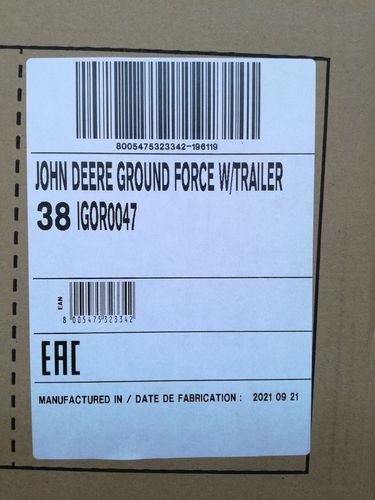 8005475323342-196119
JOHN DEERE GROUND FORCE W/TRAILER
38 IGOR0047
EAN
8 005475 323342
EAC
MANUFACTURED IN / DATE DE FABRICATION : 2021 09 21